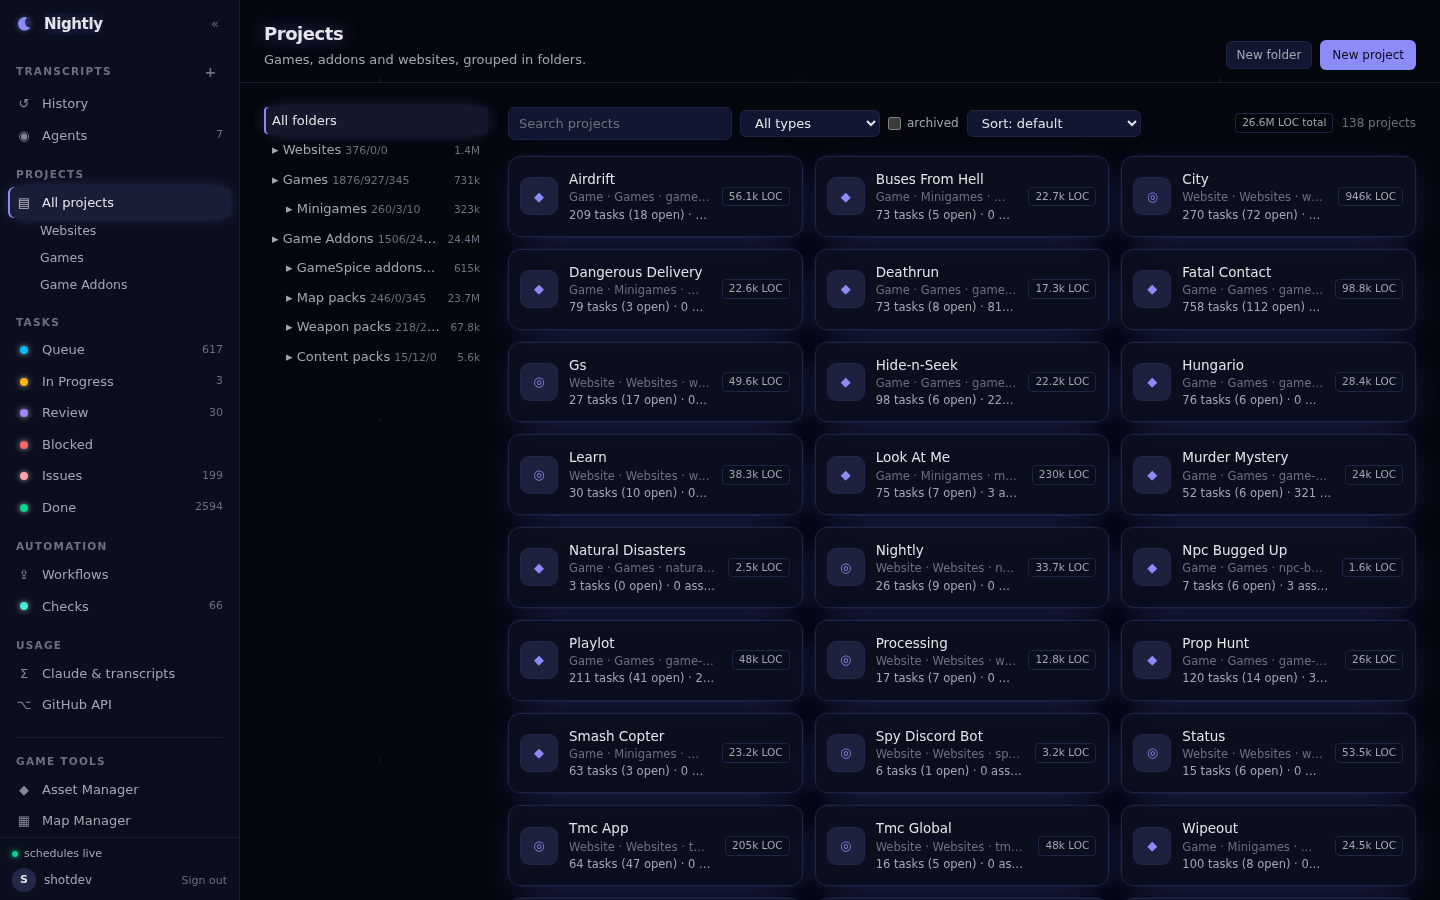 Nightly
«
TRANSCRIPTS
+
History
Agents 7
PROJECTS
All projects
Websites
Games
Game Addons
TASKS
Queue 617
In Progress 3
Review 30
Blocked
Issues 199
Done 2594
AUTOMATION
Workflows
Checks 66
USAGE
Σ Claude & transcripts
GitHub API
GAME TOOLS
Asset Manager
Map Manager
schedules live
S shotdev Sign out
Projects
Games, addons and websites, grouped in folders.
New folder
New project
All folders
Websites 376/0/0 1.4M
Games 1876/927/345 731k
Minigames 260/3/10 323k
Game Addons 1506/24… 24.4M
GameSpice addons… 615k
Map packs 246/0/345 23.7M
Weapon packs 218/2… 67.8k
Content packs 15/12/0 5.6k
Search projects
All types
archived
Sort: default
26.6M LOC total
138 projects
Airdrift
Game · Games · game…
209 tasks (18 open) · …
56.1k LOC
Buses From Hell
Game · Minigames · …
73 tasks (5 open) · 0 …
22.7k LOC
City
Website · Websites · w…
270 tasks (72 open) · …
946k LOC
Dangerous Delivery
Game · Minigames · …
79 tasks (3 open) · 0 …
22.6k LOC
Deathrun
Game · Games · game…
73 tasks (8 open) · 81…
17.3k LOC
Fatal Contact
Game · Games · game…
758 tasks (112 open) …
98.8k LOC
Gs
Website · Websites · w…
27 tasks (17 open) · 0…
49.6k LOC
Hide-n-Seek
Game · Games · game…
98 tasks (6 open) · 22…
22.2k LOC
Hungario
Game · Games · game…
76 tasks (6 open) · 0 …
28.4k LOC
Learn
Website · Websites · w…
30 tasks (10 open) · 0…
38.3k LOC
Look At Me
Game · Minigames · m…
75 tasks (7 open) · 3 a…
230k LOC
Murder Mystery
Game · Games · game-…
52 tasks (6 open) · 321 …
24k LOC
Natural Disasters
Game · Games · natura…
3 tasks (0 open) · 0 ass…
2.5k LOC
Nightly
Website · Websites · n…
26 tasks (9 open) · 0 …
33.7k LOC
Npc Bugged Up
Game · Games · npc-b…
7 tasks (6 open) · 3 ass…
1.6k LOC
Playlot
Game · Games · game-…
211 tasks (41 open) · 2…
48k LOC
Processing
Website · Websites · w…
17 tasks (7 open) · 0 …
12.8k LOC
Prop Hunt
Game · Games · game-…
120 tasks (14 open) · 3…
26k LOC
Smash Copter
Game · Minigames · …
63 tasks (3 open) · 0 …
23.2k LOC
Spy Discord Bot
Website · Websites · sp…
6 tasks (1 open) · 0 ass…
3.2k LOC
Status
Website · Websites · w…
15 tasks (6 open) · 0 …
53.5k LOC
Tmc App
Website · Websites · t…
64 tasks (47 open) · 0 …
205k LOC
Tmc Global
Website · Websites · tm…
16 tasks (5 open) · 0 as…
48k LOC
Wipeout
Game · Minigames · …
100 tasks (8 open) · 0…
24.5k LOC